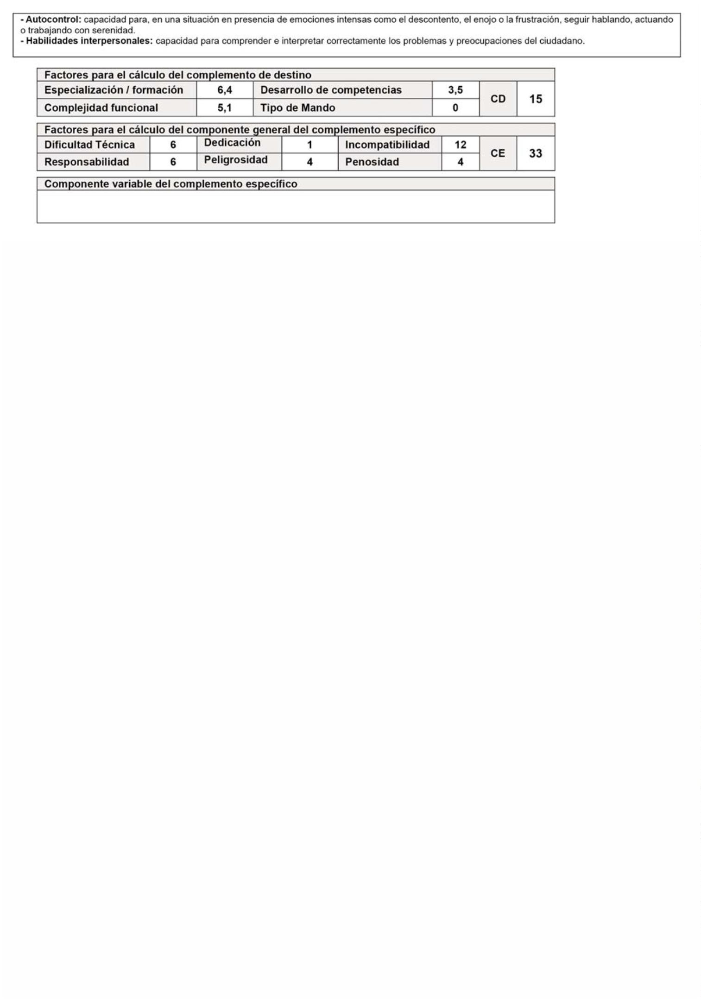 - Autocontrol: capacidad para, en una situación en presencia de emociones intensas como el descontento, el enojo o la frustración, seguir hablando, actuando
o trabajando con serenidad.
- Habilidades interpersonales: capacidad para comprender e interpretar correctamente los problemas y preocupaciones del ciudadano.
Factores para el cálculo del complemento de destino
Especialización / formación 6,4 Desarrollo de competencias 3,5
CD 15
Complejidad funcional 5,1 Tipo de Mando 0
Factores para el cálculo del componente general del complemento específico
Dificultad Técnica 6 Dedicación 1 Incompatibilidad 12
CE 33
Responsabilidad 6 Peligrosidad 4 Penosidad 4
Componente variable del complemento específico